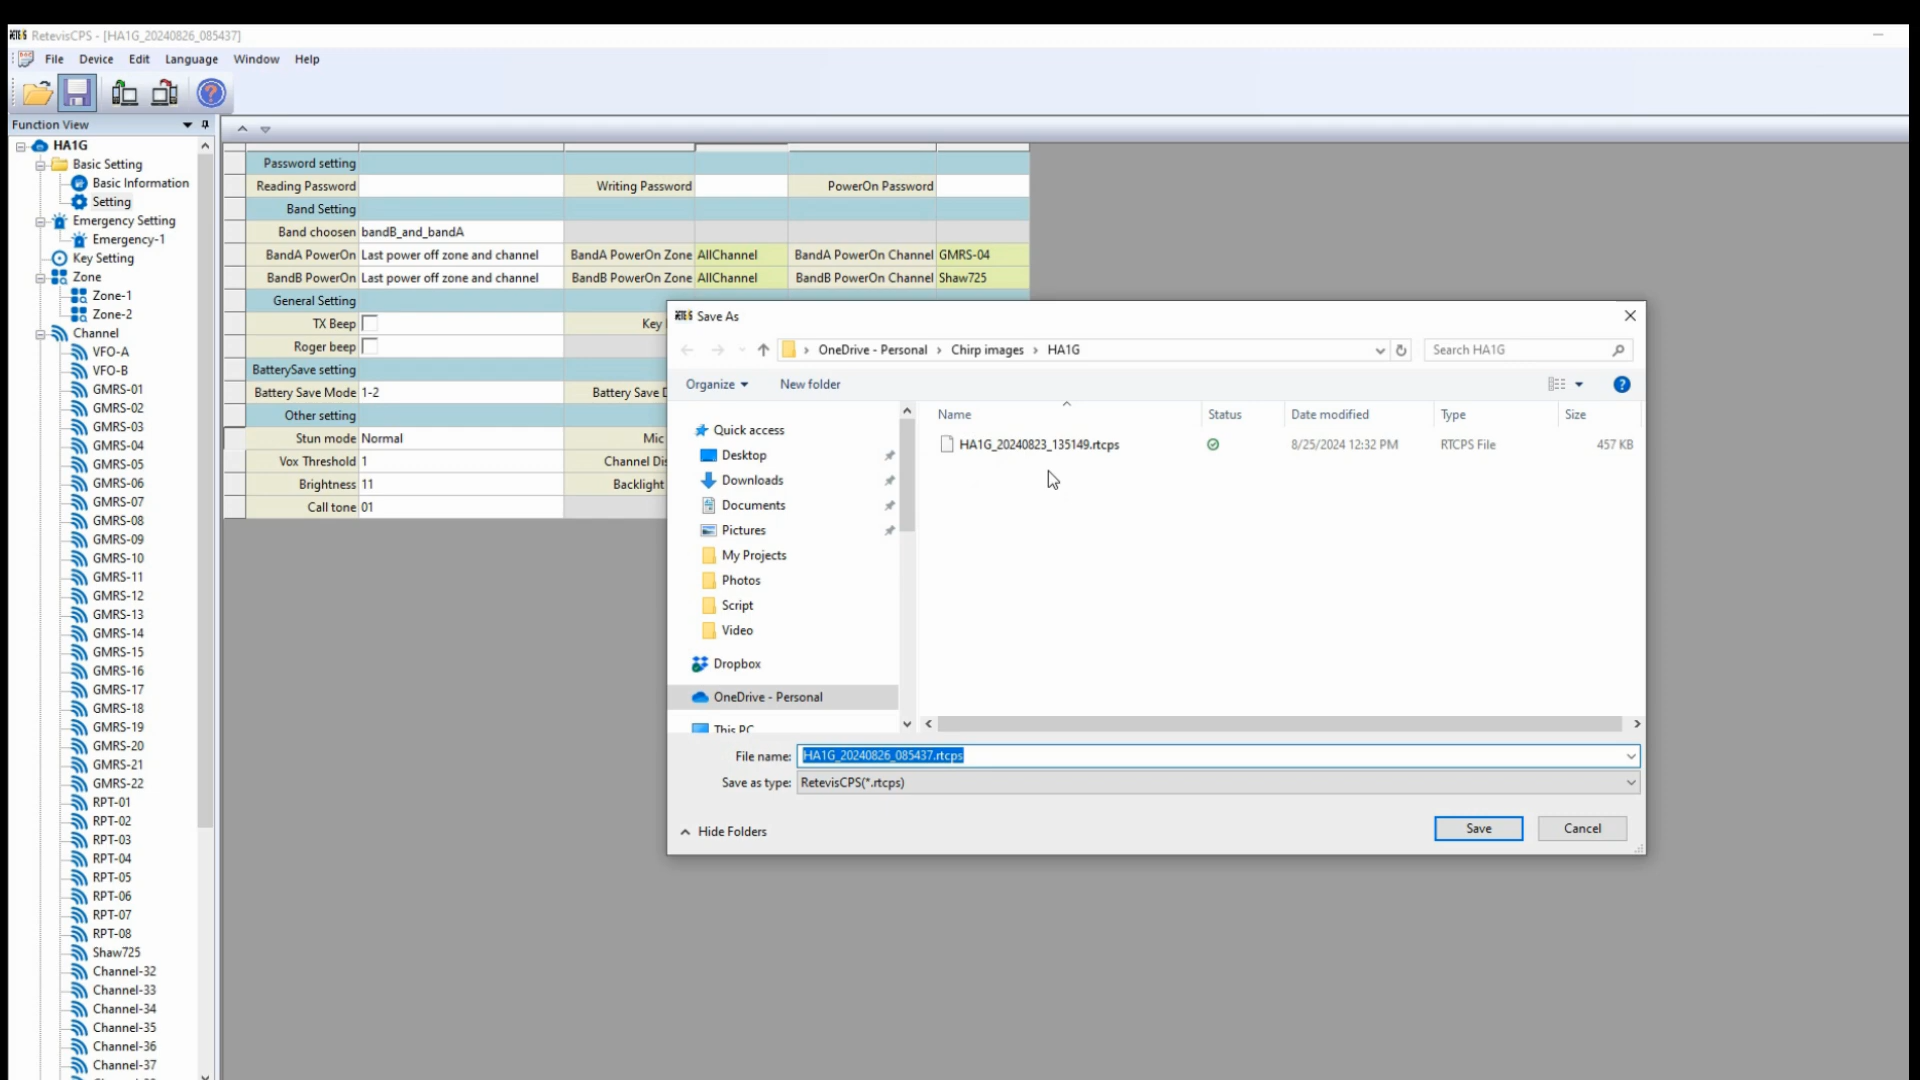 RetevisCPS - [HA1G_20240826_085437]
File Device Edit Language Window Help
Function View
HA1G
Basic Setting
Basic Information
Setting
Emergency Setting
Emergency-1
Key Setting
Zone
Zone-1
Zone-2
Channel
VFO-A
VFO-B
GMRS-01
GMRS-02
GMRS-03
GMRS-04
GMRS-05
GMRS-06
GMRS-07
GMRS-08
GMRS-09
GMRS-10
GMRS-11
GMRS-12
GMRS-13
GMRS-14
GMRS-15
GMRS-16
GMRS-17
GMRS-18
GMRS-19
GMRS-20
GMRS-21
GMRS-22
RPT-01
RPT-02
RPT-03
RPT-04
RPT-05
RPT-06
RPT-07
RPT-08
Shaw725
Channel-32
Channel-33
Channel-34
Channel-35
Channel-36
Channel-37
Password setting
Reading Password Writing Password PowerOn Password
Band Setting
Band choosen bandB_and_bandA
BandA PowerOn Last power off zone and channel BandA PowerOn Zone AllChannel BandA PowerOn Channel GMRS-04
BandB PowerOn Last power off zone and channel BandB PowerOn Zone AllChannel BandB PowerOn Channel Shaw725
General Setting
TX Beep Key
Roger beep
BatterySave setting
Battery Save Mode 1-2 Battery Save
Other setting
Stun mode Normal Mic
Vox Threshold 1 Channel Dis
Brightness 11 Backlight
Call tone 01
Save As
OneDrive - Personal › Chirp images › HA1G Search HA1G
Organize New folder
Name Status Date modified Type Size
HA1G_20240823_135149.rtcps 8/25/2024 12:32 PM RTCPS File 457 KB
Quick access
Desktop
Downloads
Documents
Pictures
My Projects
Photos
Script
Video
Dropbox
OneDrive - Personal
This PC
File name: HA1G_20240826_085437.rtcps
Save as type: RetevisCPS(*.rtcps)
Hide Folders Save Cancel